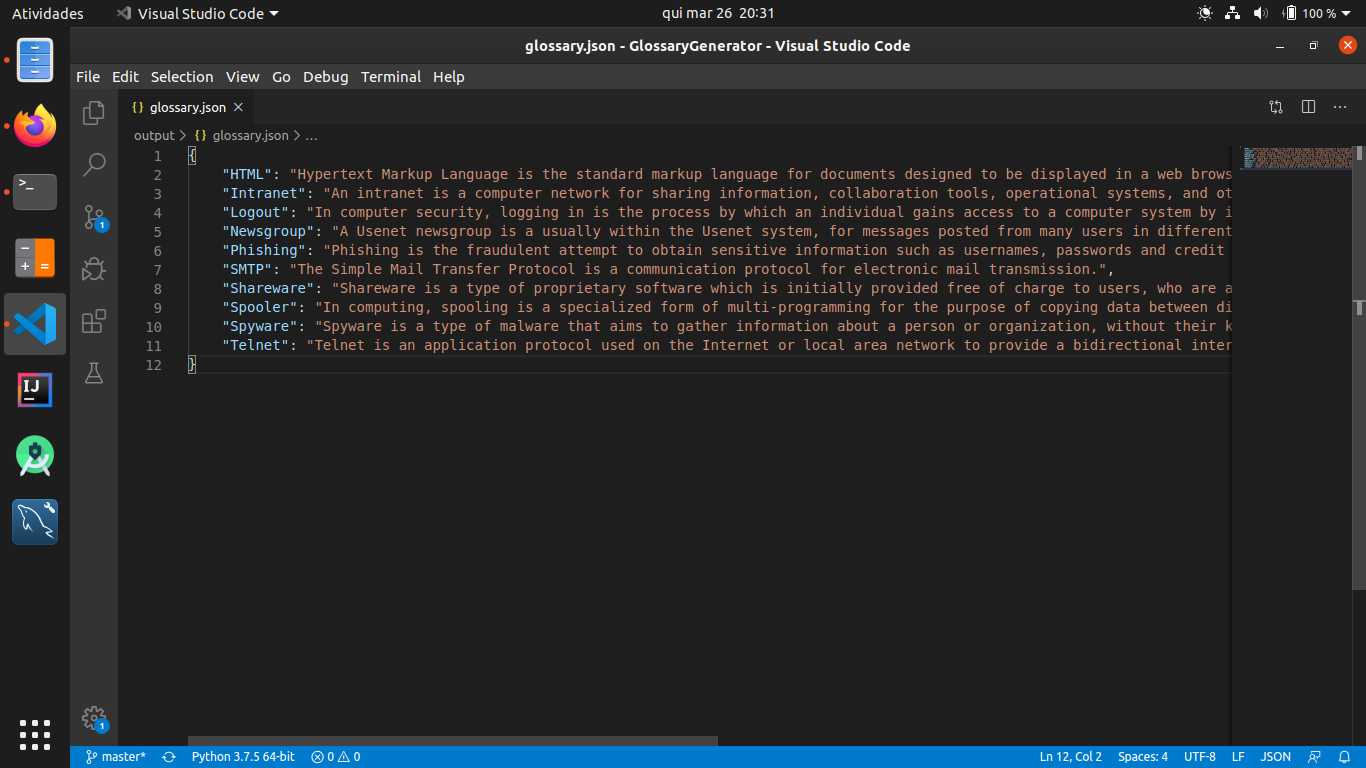 Atividades Visual Studio Code qui mar 26 20:31 100 %
glossary.json - GlossaryGenerator - Visual Studio Code
File Edit Selection View Go Debug Terminal Help
{} glossary.json
output > {} glossary.json > ...
1 {
2 "HTML": "Hypertext Markup Language is the standard markup language for documents designed to be displayed in a web brows
3 "Intranet": "An intranet is a computer network for sharing information, collaboration tools, operational systems, and ot
4 "Logout": "In computer security, logging in is the process by which an individual gains access to a computer system by i
5 "Newsgroup": "A Usenet newsgroup is a usually within the Usenet system, for messages posted from many users in different
6 "Phishing": "Phishing is the fraudulent attempt to obtain sensitive information such as usernames, passwords and credit
7 "SMTP": "The Simple Mail Transfer Protocol is a communication protocol for electronic mail transmission.",
8 "Shareware": "Shareware is a type of proprietary software which is initially provided free of charge to users, who are a
9 "Spooler": "In computing, spooling is a specialized form of multi-programming for the purpose of copying data between di
10 "Spyware": "Spyware is a type of malware that aims to gather information about a person or organization, without their k
11 "Telnet": "Telnet is an application protocol used on the Internet or local area network to provide a bidirectional inter
12 }
>_
1
IJ
1
master* Python 3.7.5 64-bit 0 0 Ln 12, Col 2 Spaces: 4 UTF-8 LF JSON